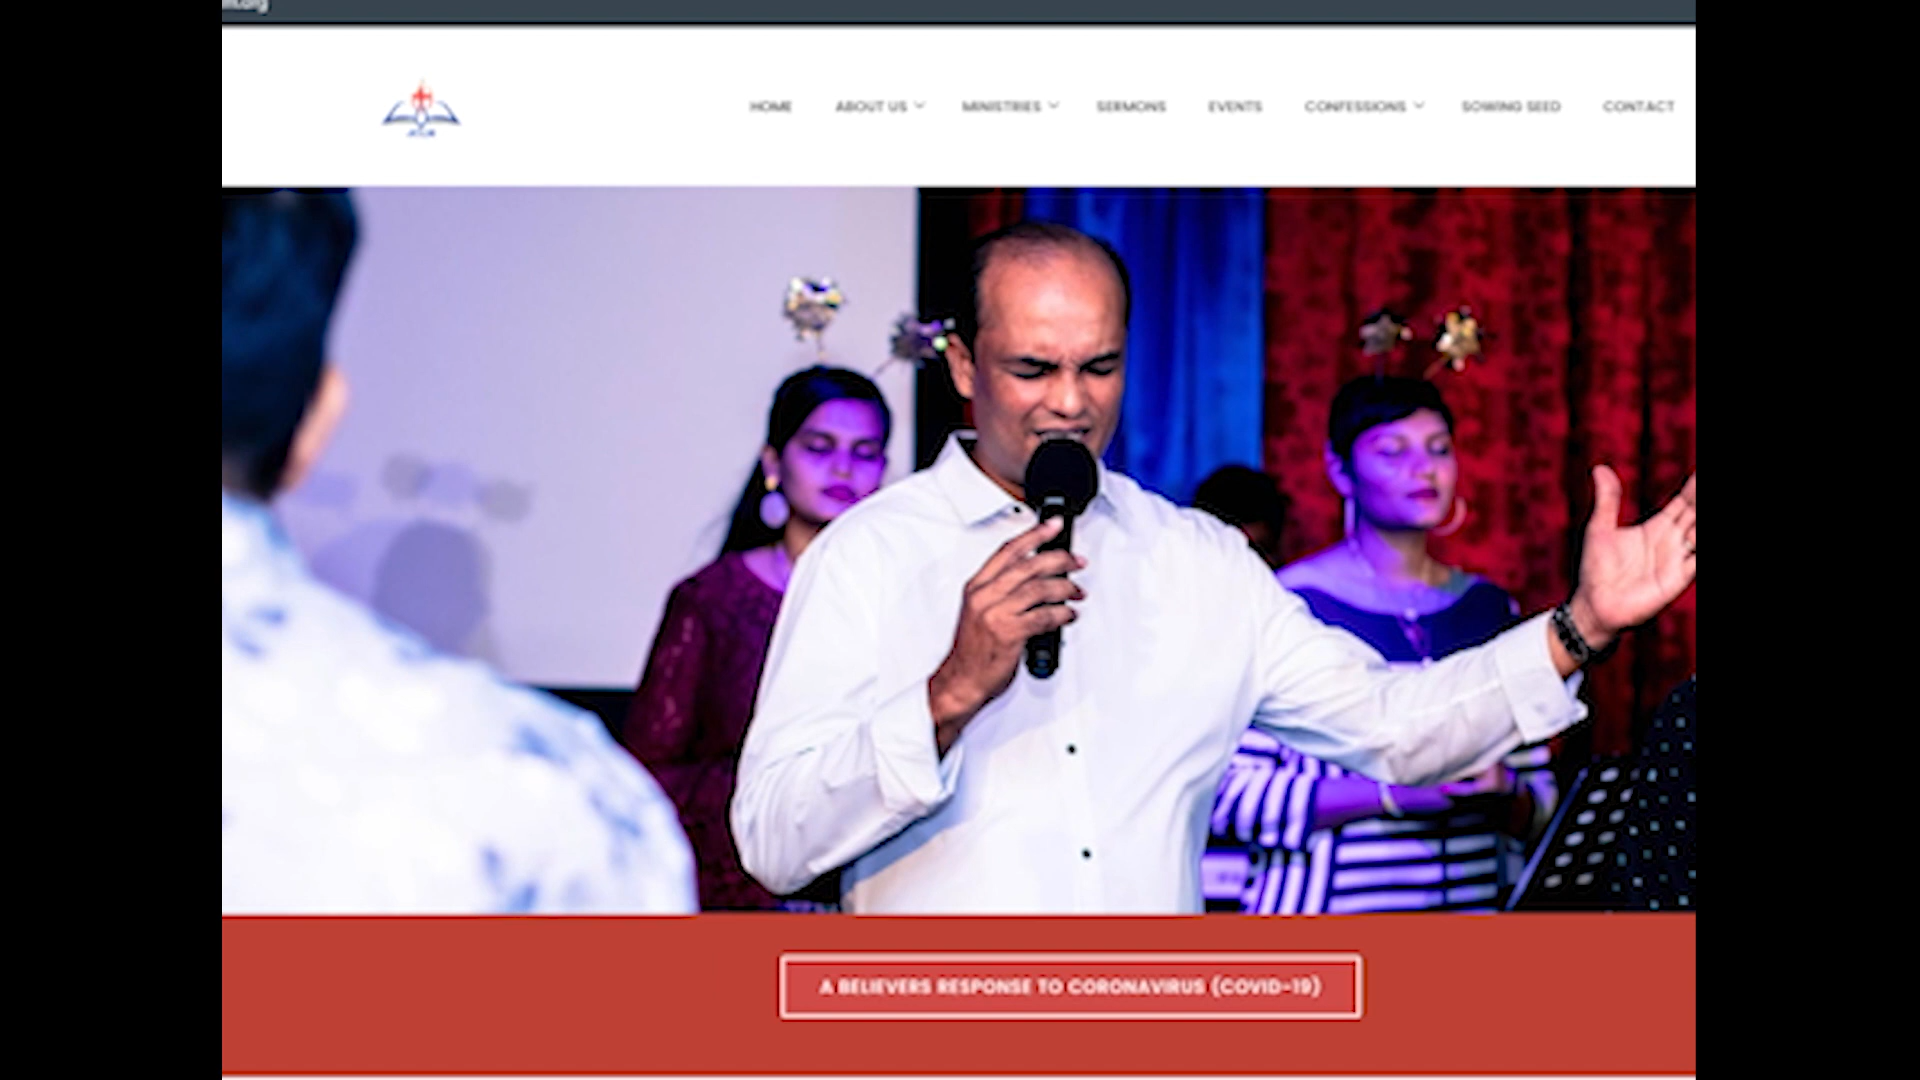 HOME ABOUT US MINISTRIES SERMONS EVENTS CONFESSIONS SOWING SEED CONTACT
A BELIEVERS RESPONSE TO CORONAVIRUS (COVID-19)